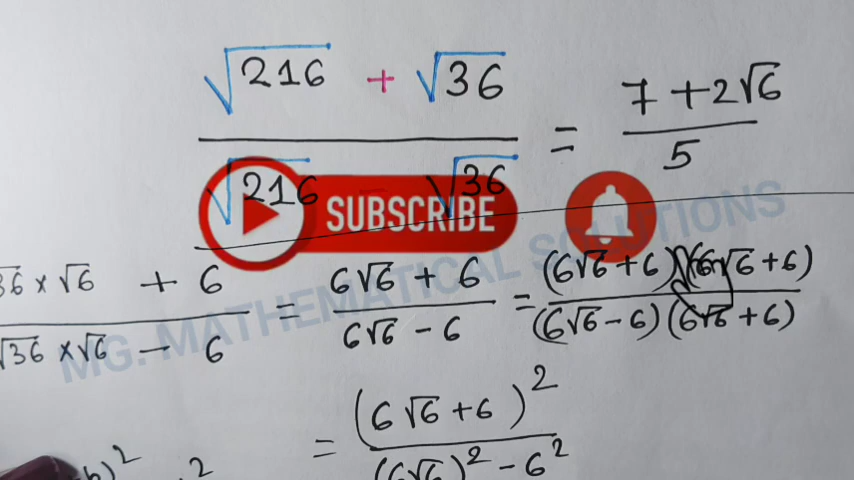 √216 + √36 / √216 √36 = 7 + 2√6 / 5
SUBSCRIBE
MG. MATHEMATICAL SOLUTIONS
√36 × √6 + 6 / √36 × √6 − 6 = 6√6 + 6 / 6√6 − 6 = (6√6 + 6)(6√6 + 6) / (6√6 − 6)(6√6 + 6)
= (6√6 + 6)² / (6√6)² − 6²
b)² ²